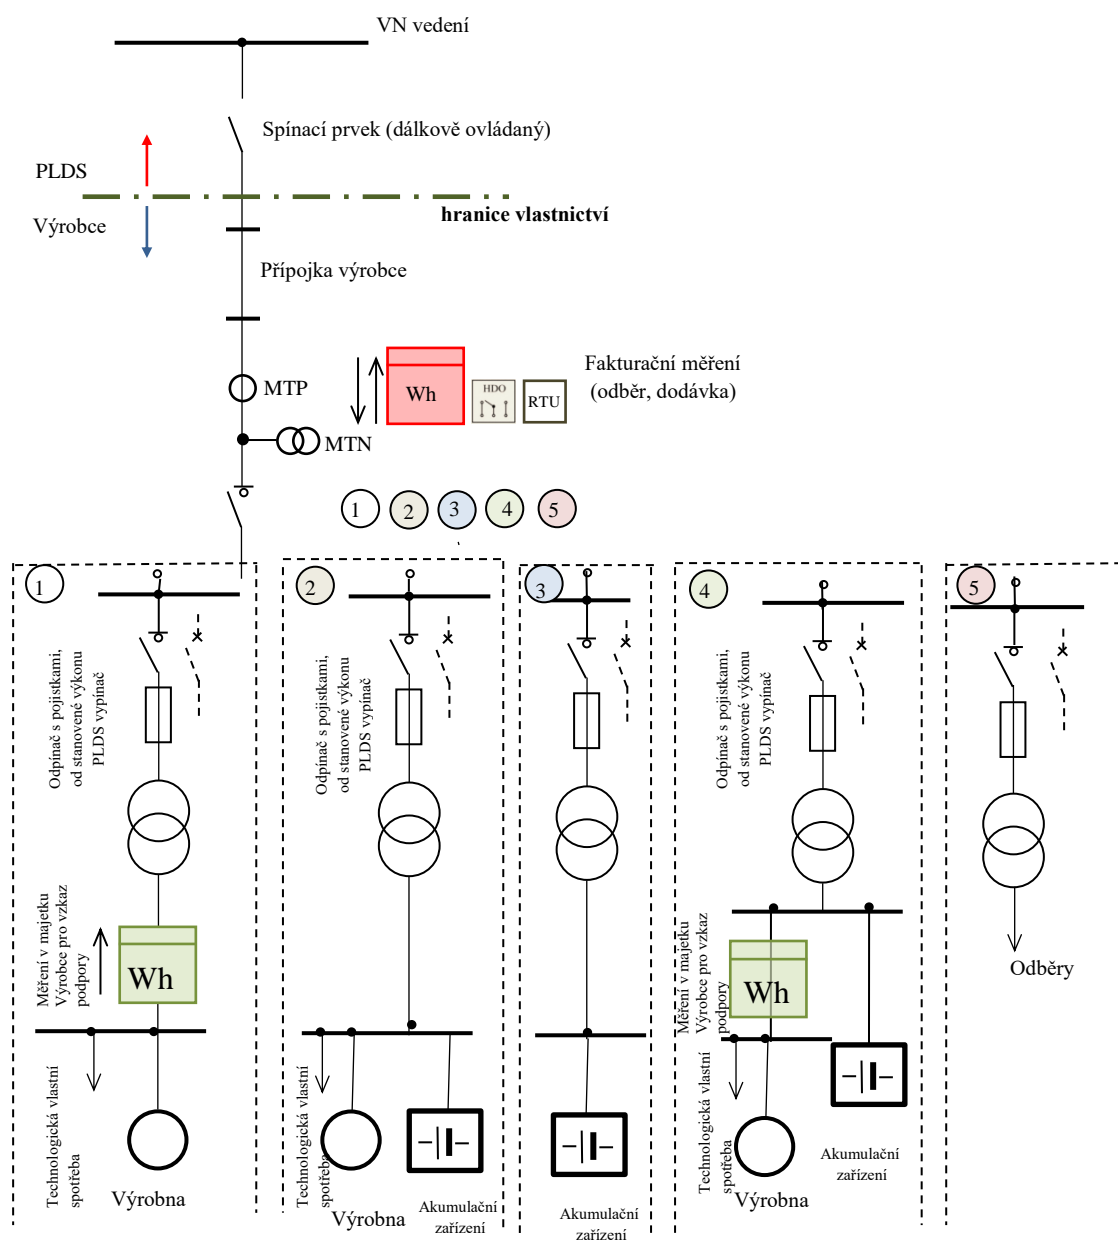 VN vedení
Spínací prvek (dálkově ovládaný)
PLDS
hranice vlastnictví
Výrobce
Přípojka výrobce
MTP
Wh
HDO
RTU
Fakturační měření
(odběr, dodávka)
MTN
1
2
3
4
5
1
Odpínač s pojistkami,
od stanovené výkonu
PLDS vypínač
Měření v majetku
Výrobce pro vzkaz
podpory
Wh
Technologická vlastní
spotřeba
Výrobna
2
Odpínač s pojistkami,
od stanovené výkonu
PLDS vypínač
Technologická vlastní
spotřeba
Výrobna
Akumulační
zařízení
3
Akumulační
zařízení
4
Odpínač s pojistkami,
od stanovené výkonu
PLDS vypínač
Měření v majetku
Výrobce pro vzkaz
podpory
Wh
Technologická vlastní
spotřeba
Výrobna
Akumulační
zařízení
5
Odběry